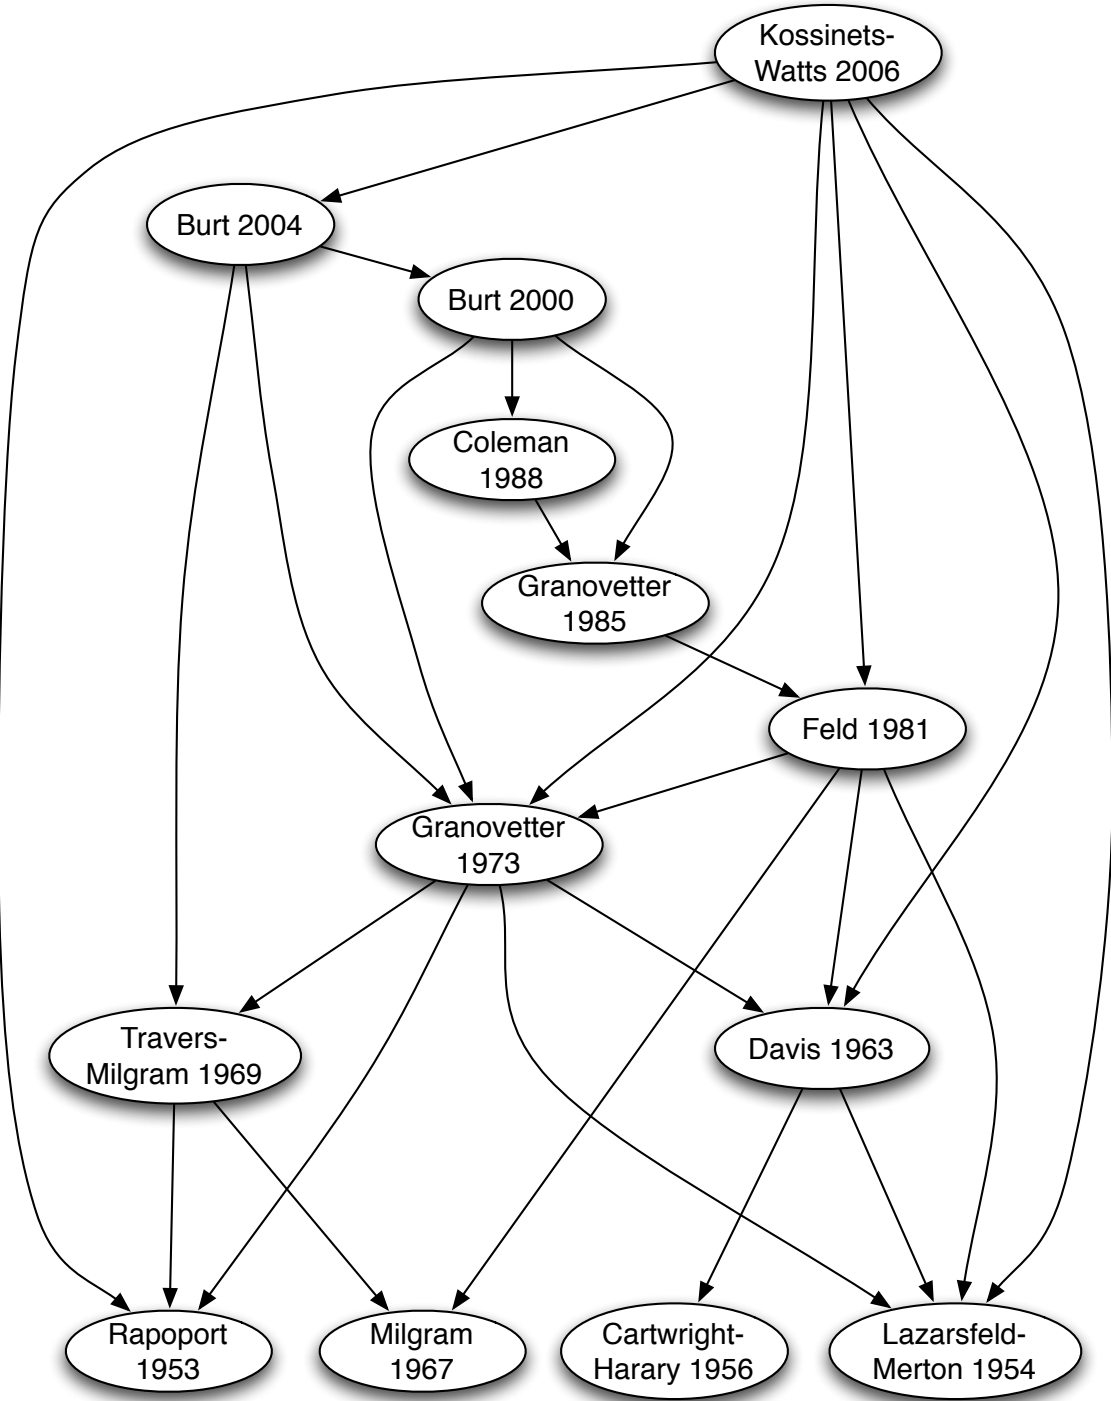 Kossinets-
Watts 2006
Burt 2004
Burt 2000
Coleman
1988
Granovetter
1985
Feld 1981
Granovetter
1973
Travers-
Milgram 1969
Davis 1963
Rapoport
1953
Milgram
1967
Cartwright-
Harary 1956
Lazarsfeld-
Merton 1954